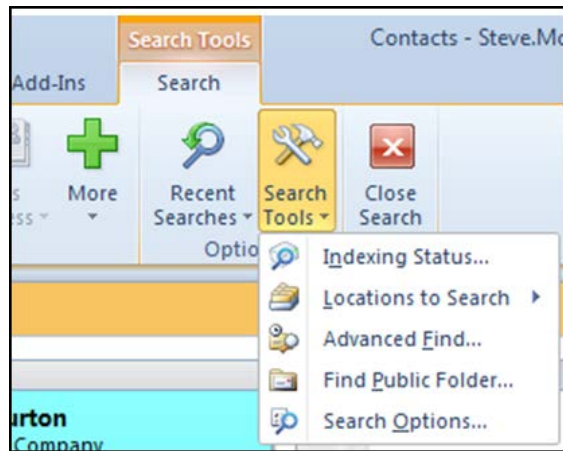 Search Tools
Contacts - Steve.Mo
Add-Ins
Search
More
Recent
Searches
Search
Tools
Close
Search
Optio
Indexing Status...
Locations to Search
Advanced Find...
Find Public Folder...
Search Options...
urton
Company